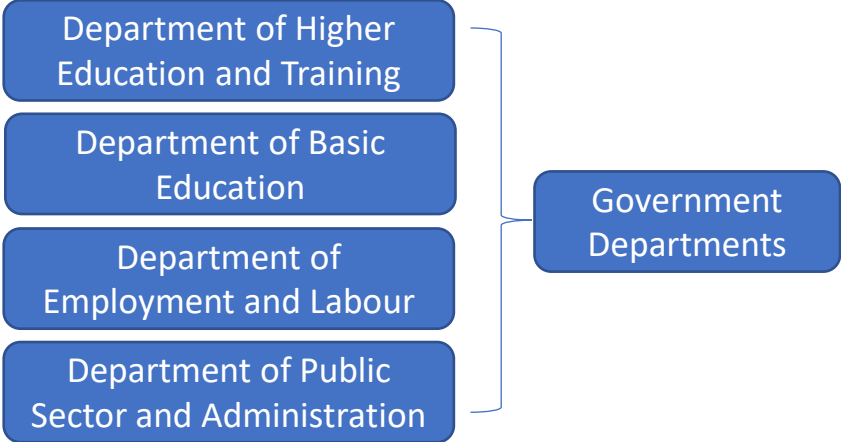 Department of Higher
Education and Training
Department of Basic
Education
Department of
Employment and Labour
Department of Public
Sector and Administration
Government
Departments